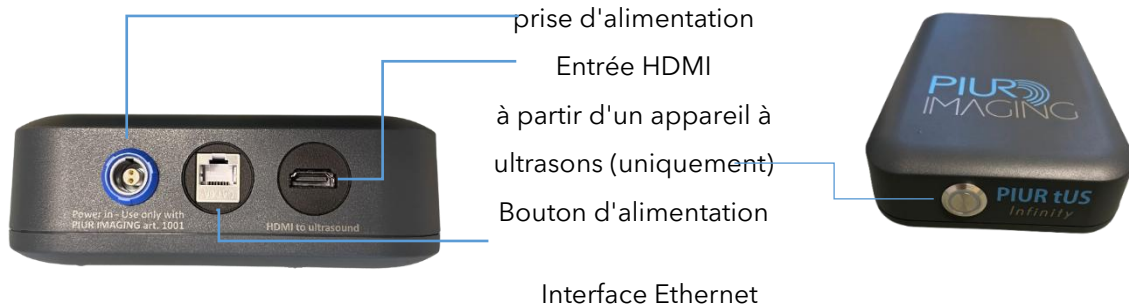 prise d'alimentation
Entrée HDMI
à partir d'un appareil à
ultrasons (uniquement)
Bouton d'alimentation
Interface Ethernet
Power in - Use only with
PIUR IMAGING art. 1001
HDMI to ultrasound
PIUR
IMAGING
PIUR tUS
Infinity